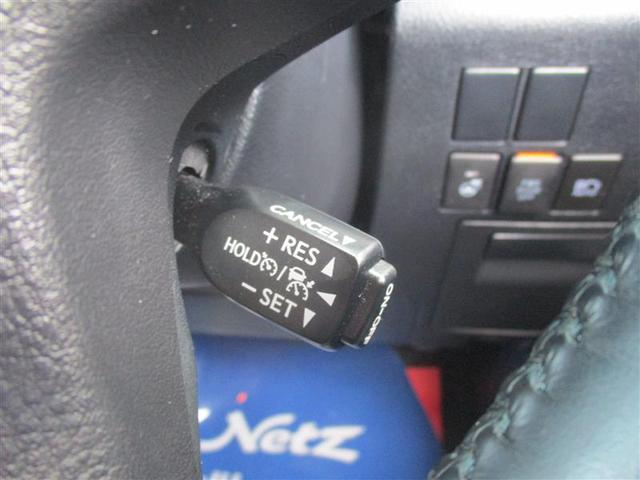 CANCEL▼
+ RES ▲
HOLD /
− SET ▼
ON-OFF
Netz